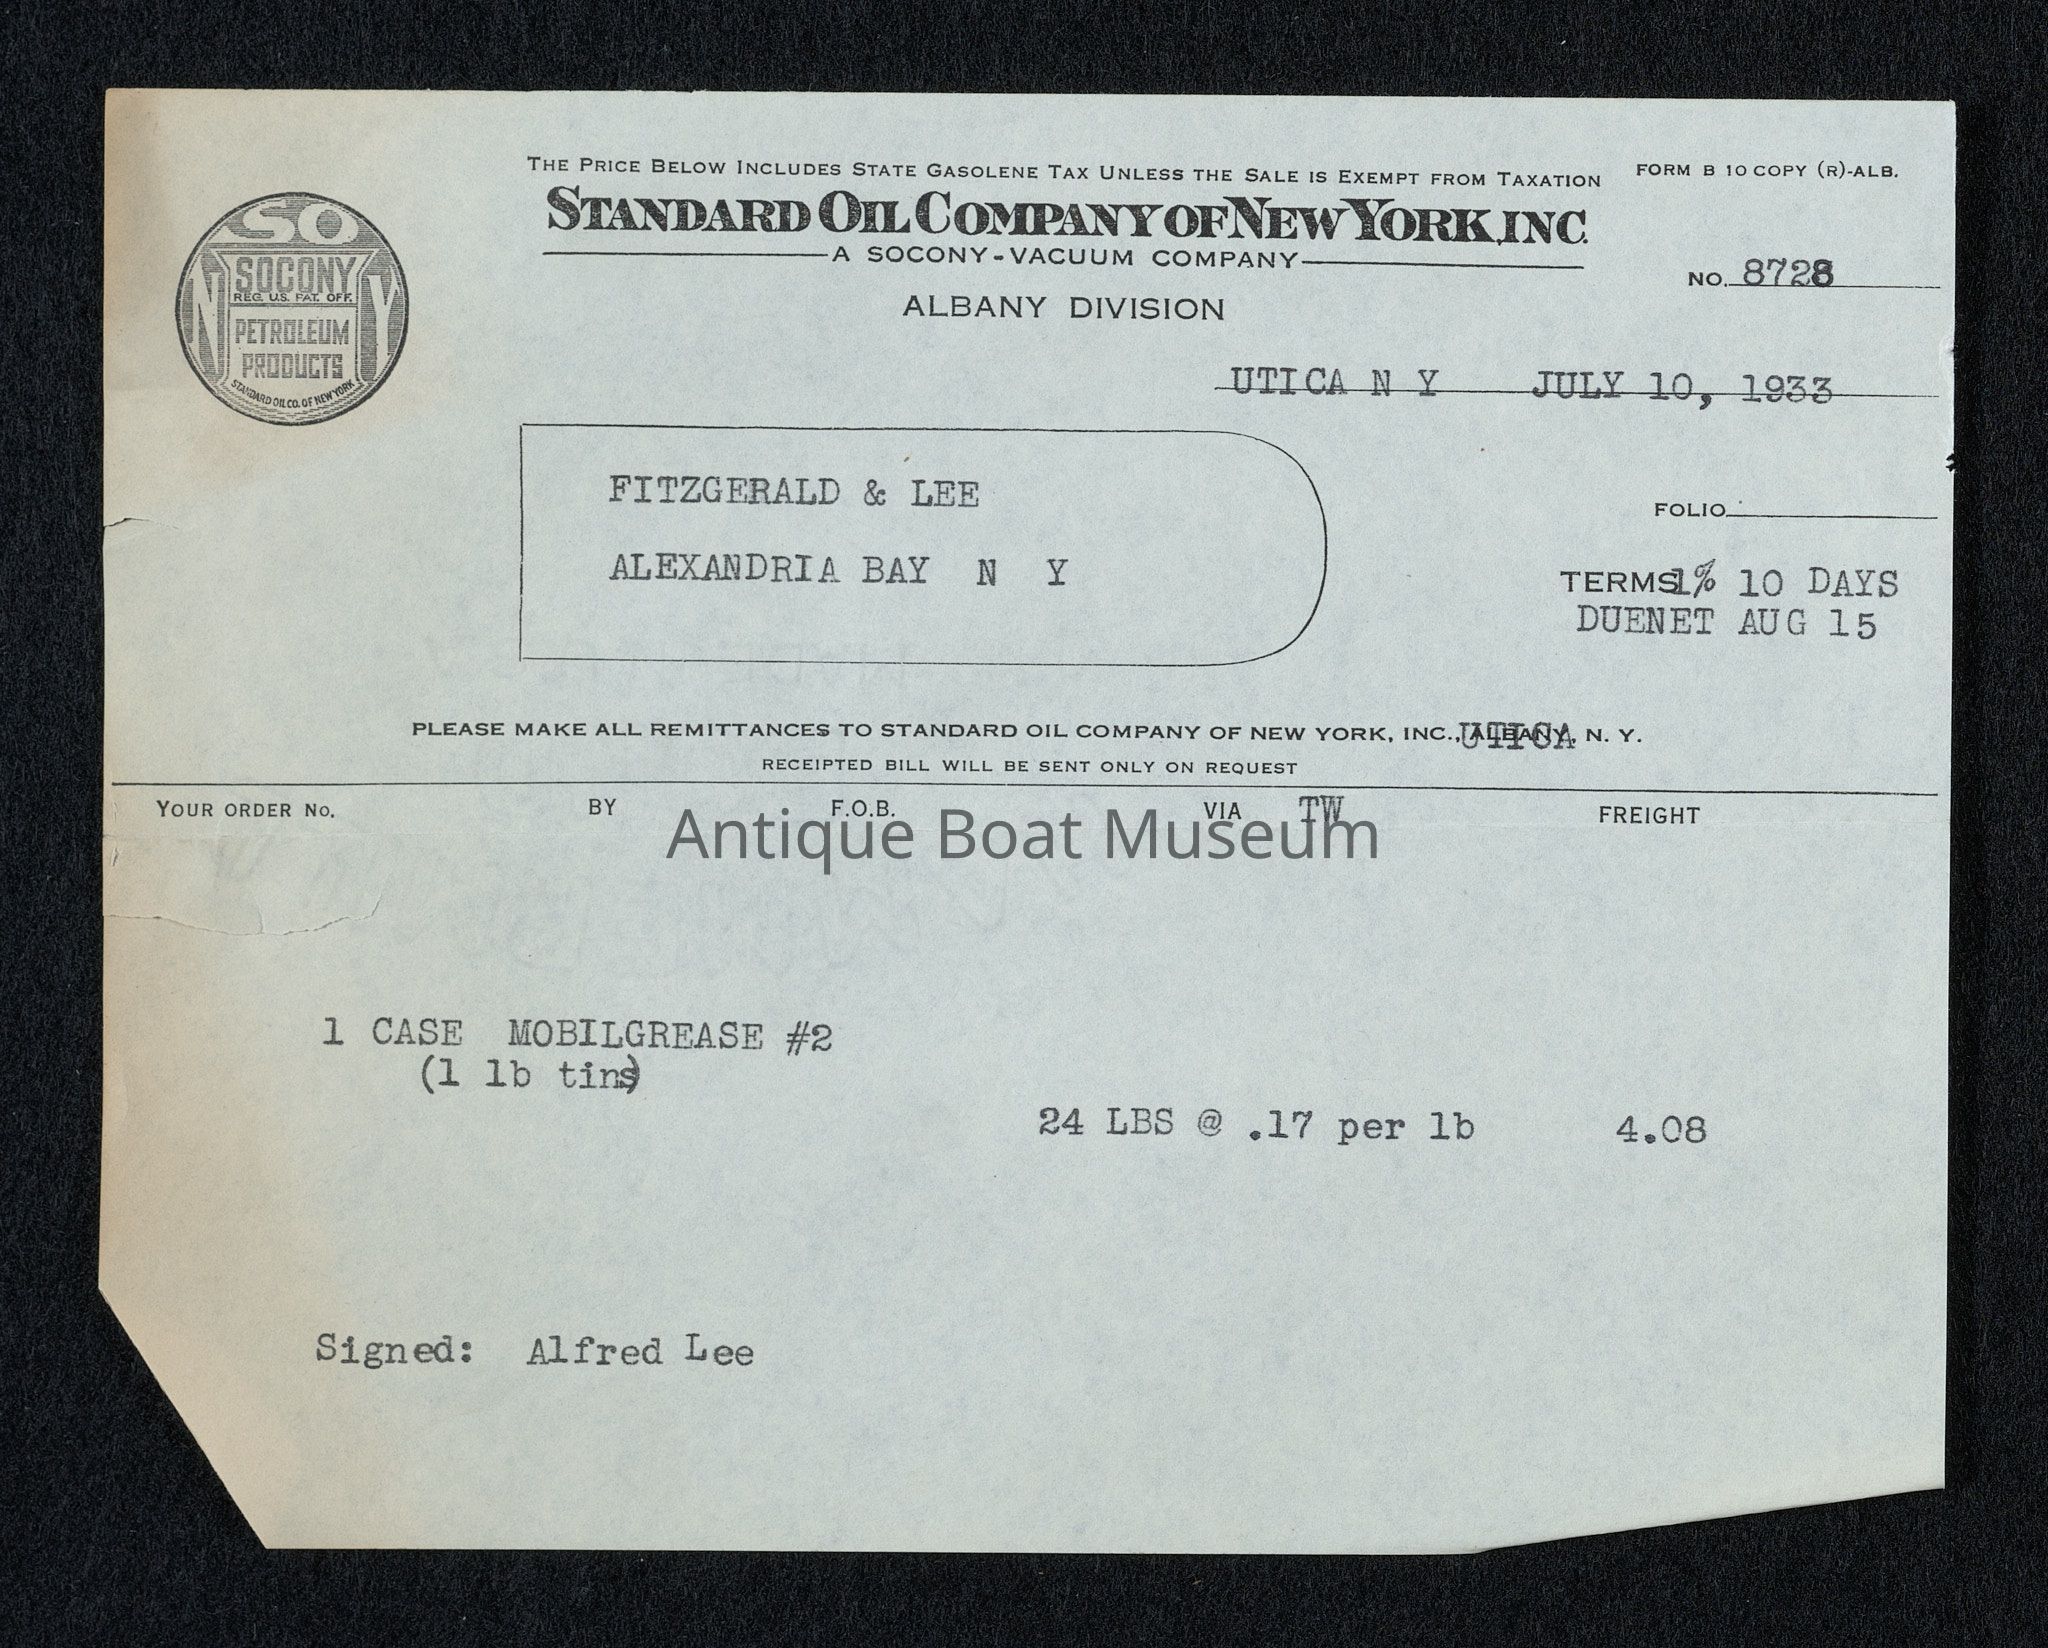 THE PRICE BELOW INCLUDES STATE GASOLENE TAX UNLESS THE SALE IS EXEMPT FROM TAXATION
FORM B 10 COPY (R)-ALB.
STANDARD OIL COMPANY OF NEW YORK, INC.
A SOCONY-VACUUM COMPANY
ALBANY DIVISION
NO. 8728
SO
N Y
SOCONY
REG. U.S. PAT. OFF.
PETROLEUM
PRODUCTS
STANDARD OIL CO. OF NEW YORK
UTICA N Y JULY 10, 1933
FITZGERALD & LEE
ALEXANDRIA BAY N Y
FOLIO
TERMS 1% 10 DAYS
DUENET AUG 15
PLEASE MAKE ALL REMITTANCES TO STANDARD OIL COMPANY OF NEW YORK, INC., ALBANY, UTICA N. Y.
RECEIPTED BILL WILL BE SENT ONLY ON REQUEST
YOUR ORDER NO. BY F.O.B. VIA TW FREIGHT
Antique Boat Museum
1 CASE MOBILGREASE #2
(1 lb tins)
24 LBS @ .17 per lb 4.08
Signed: Alfred Lee